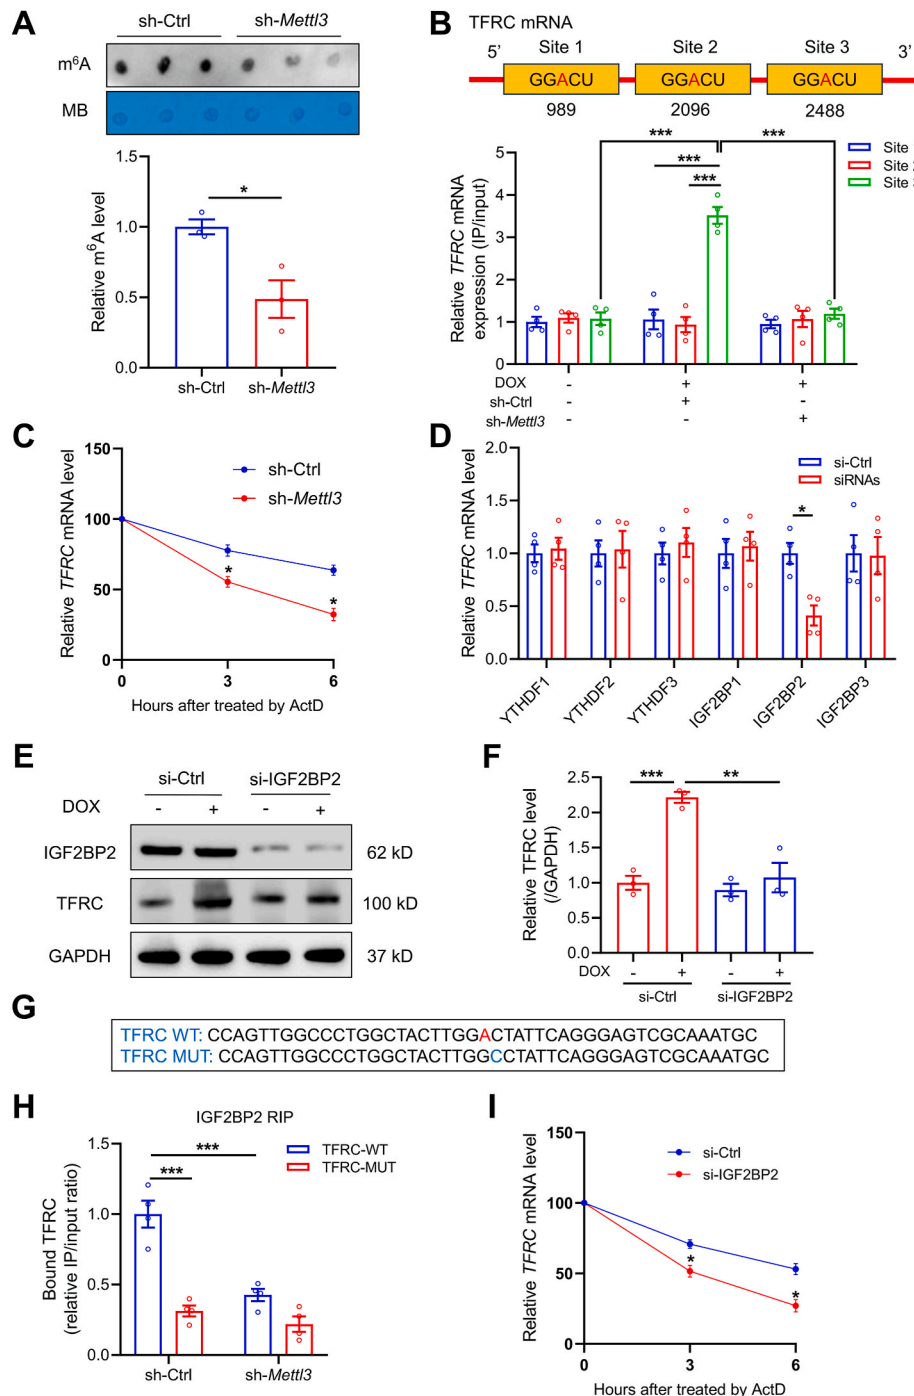 A
sh-Ctrl sh-Mettl3
m⁶A
MB
Relative m⁶A level
1.5
1.0
0.5
0.0
*
sh-Ctrl sh-Mettl3
B
TFRC mRNA
5’ Site 1 Site 2 Site 3 3’
GGACU GGACU GGACU
989 2096 2488
Relative TFRC mRNA
expression (IP/input)
5
4
3
2
1
0
*** ***
***
***
Site
Site 2
Site 3
DOX - + +
sh-Ctrl - + -
sh-Mettl3 - - +
C
Relative TFRC mRNA level
150
100
50
0
sh-Ctrl
sh-Mettl3
*
*
0 3 6
Hours after treated by ActD
D
Relative TFRC mRNA level
2.0
1.5
1.0
0.5
0.0
si-Ctrl
siRNAs
*
YTHDF1 YTHDF2 YTHDF3 IGF2BP1 IGF2BP2 IGF2BP3
E
si-Ctrl si-IGF2BP2
DOX - + - +
IGF2BP2 62 kD
TFRC 100 kD
GAPDH 37 kD
F
Relative TFRC level
(/GAPDH)
2.5
2.0
1.5
1.0
0.5
0.0
*** **
DOX - + - +
si-Ctrl si-IGF2BP2
G
TFRC WT: CCAGTTGGCCCTGGCTACTTGGACTATTCAGGGAGTCGCAAATGC
TFRC MUT: CCAGTTGGCCCTGGCTACTTGGCCTATTCAGGGAGTCGCAAATGC
H
IGF2BP2 RIP
Bound TFRC
(relative IP/input ratio)
1.5
1.0
0.5
0.0
***
***
TFRC-WT
TFRC-MUT
sh-Ctrl sh-Mettl3
I
Relative TFRC mRNA level
150
100
50
0
si-Ctrl
si-IGF2BP2
*
*
0 3 6
Hours after treated by ActD